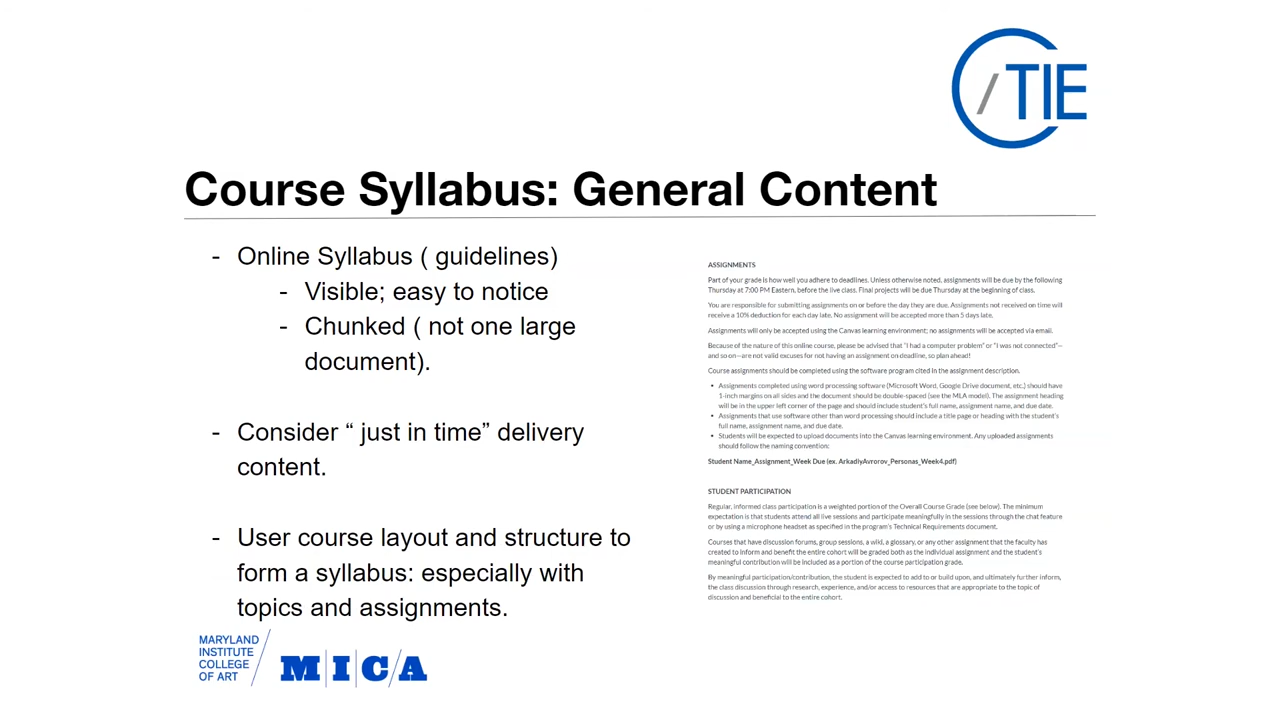 /TIE
Course Syllabus: General Content
- Online Syllabus ( guidelines)
- Visible; easy to notice
- Chunked ( not one large
document).
- Consider “ just in time” delivery
content.
- User course layout and structure to
form a syllabus: especially with
topics and assignments.
ASSIGNMENTS
Part of your grade is how well you adhere to deadlines. Unless otherwise noted, assignments will be due by the following
Thursday at 7:00 PM Eastern, before the live class. Final projects will be due Thursday at the beginning of class.
You are responsible for submitting assignments on or before the day they are due. Assignments not received on time will
receive a 10% deduction for each day late. No assignment will be accepted more than 5 days late.
Assignments will only be accepted using the Canvas learning environment; no assignments will be accepted via email.
Because of the nature of this online course, please be advised that “I had a computer problem” or “I was not connected”—
and so on—are not valid excuses for not having an assignment on deadline, so plan ahead!
Course assignments should be completed using the software program cited in the assignment description.
• Assignments completed using word processing software (Microsoft Word, Google Drive document, etc.) should have
1-inch margins on all sides and the document should be double-spaced (see the MLA model). The assignment heading
will be in the upper left corner of the page and should include student's full name, assignment name, and due date.
• Assignments that use software other than word processing should include a title page or heading with the student's
full name, assignment name, and due date.
• Students will be expected to upload documents into the Canvas learning environment. Any uploaded assignments
should follow the naming convention:
Student Name_Assignment_Week Due (ex. ArkadiyAvrorov_Personas_Week4.pdf)
STUDENT PARTICIPATION
Regular, informed class participation is a weighted portion of the Overall Course Grade (see below). The minimum
expectation is that students attend all live sessions and participate meaningfully in the sessions through the chat feature
or by using a microphone headset as specified in the program's Technical Requirements document.
Courses that have discussion forums, group sessions, a wiki, a glossary, or any other assignment that the faculty has
created to inform and benefit the entire cohort will be graded both as the individual assignment and the student's
meaningful contribution will be included as a portion of the course participation grade.
By meaningful participation/contribution, the student is expected to add to or build upon, and ultimately further inform,
the class discussion through research, experience, and/or access to resources that are appropriate to the topic of
discussion and beneficial to the entire cohort.
MARYLAND
INSTITUTE
COLLEGE
OF ART
M|I|C/A